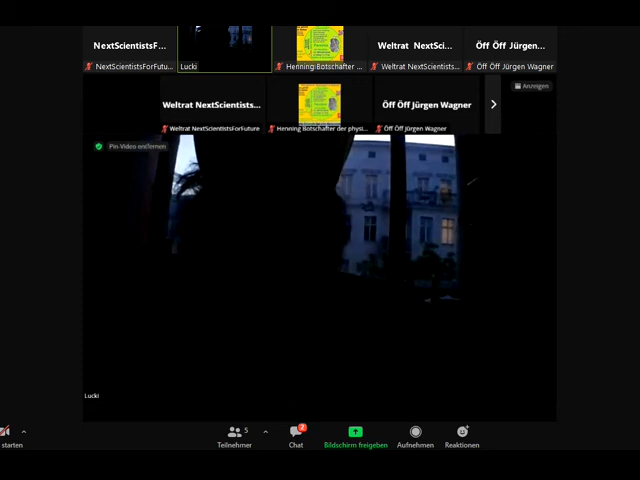 NextScientistsF...
Weltrat NextSci...
Öff Öff Jürgen...
NextScientistsForFutu...
Lucki
Henning Botschafter ...
Weltrat NextScientists...
Öff Öff Jürgen Wagner
Weltrat NextScientists...
Öff Öff Jürgen Wagner
Anzeigen
Weltrat NextScientistsForFuture
Henning Botschafter der physi...
Öff Öff Jürgen Wagner
Pin-Video entfernen
Lucki
starten
Teilnehmer
5
Chat
2
Bildschirm freigeben
Aufnehmen
Reaktionen